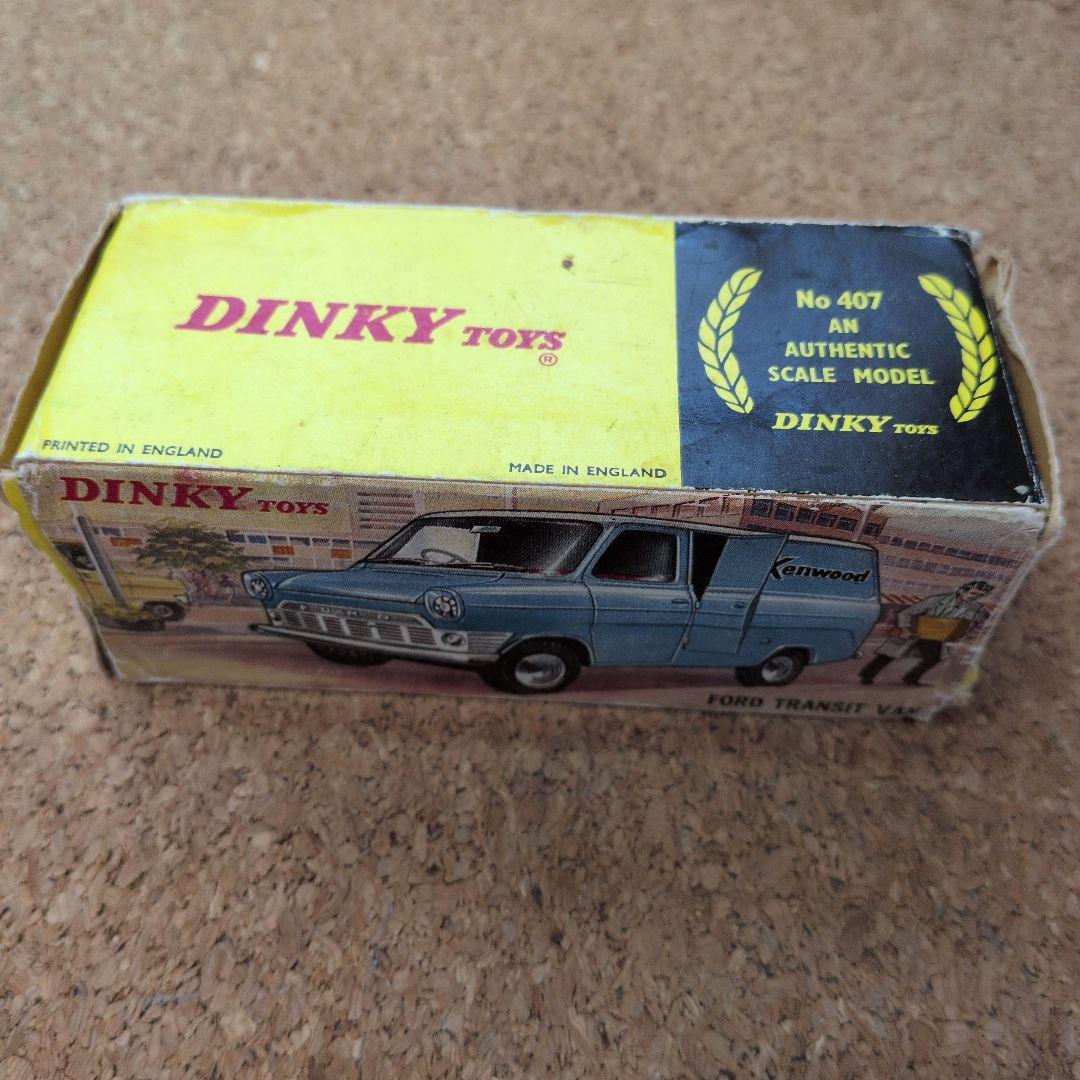 DINKY TOYS
®
PRINTED IN ENGLAND
MADE IN ENGLAND
No 407
AN
AUTHENTIC
SCALE MODEL
DINKY TOYS
DINKY TOYS
Kenwood
FORD TRANSIT VAN